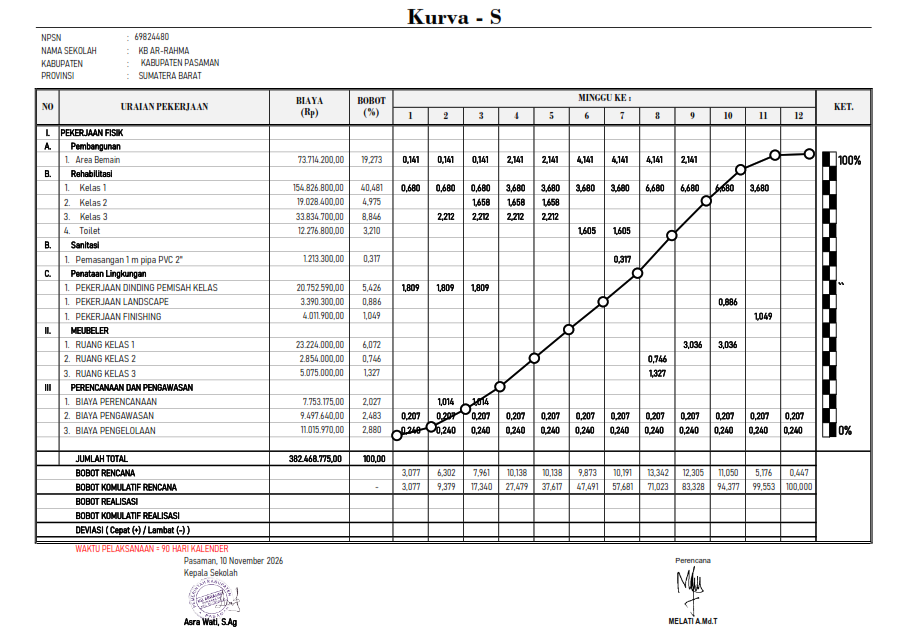 Kurva - S
NPSN : 69824480
NAMA SEKOLAH : KB AR-RAHMA
KABUPATEN : KABUPATEN PASAMAN
PROVINSI : SUMATERA BARAT
NO URAIAN PEKERJAAN BIAYA (Rp) BOBOT (%) MINGGU KE : KET.
1 2 3 4 5 6 7 8 9 10 11 12
I. PEKERJAAN FISIK
A. Pembangunan
1. Area Bemain 73.714.200,00 19,273 0,141 0,141 0,141 2,141 2,141 4,141 4,141 4,141 2,141 100%
B. Rehabilitasi
1. Kelas 1 154.826.800,00 40,481 0,680 0,680 0,680 3,680 3,680 3,680 3,680 6,680 6,680 6,680 3,680
2. Kelas 2 19.028.400,00 4,975 1,658 1,658 1,658
3. Kelas 3 33.834.700,00 8,846 2,212 2,212 2,212 2,212
4. Toilet 12.276.800,00 3,210 1,605 1,605
B. Sanitasi
1. Pemasangan 1 m pipa PVC 2" 1.213.300,00 0,317 0,317
C. Penataan Lingkungan
1. PEKERJAAN DINDING PEMISAH KELAS 20.752.590,00 5,426 1,809 1,809 1,809
1. PEKERJAAN LANDSCAPE 3.390.300,00 0,886 0,886
1. PEKERJAAN FINISHING 4.011.900,00 1,049 1,049
II. MEUBELER
1. RUANG KELAS 1 23.224.000,00 6,072 3,036 3,036
2. RUANG KELAS 2 2.854.000,00 0,746 0,746
3. RUANG KELAS 3 5.075.000,00 1,327 1,327
III PERENCANAAN DAN PENGAWASAN
1. BIAYA PERENCANAAN 7.753.175,00 2,027 1,014 1,014
2. BIAYA PENGAWASAN 9.497.640,00 2,483 0,207 0,207 0,207 0,207 0,207 0,207 0,207 0,207 0,207 0,207 0,207 0,207
3. BIAYA PENGELOLAAN 11.015.970,00 2,880 0,240 0,240 0,240 0,240 0,240 0,240 0,240 0,240 0,240 0,240 0,240 0,240 0%
JUMLAH TOTAL 382.468.775,00 100,00
BOBOT RENCANA 3,077 6,302 7,961 10,138 10,138 9,873 10,191 13,342 12,305 11,050 5,176 0,447
BOBOT KOMULATIF RENCANA - 3,077 9,379 17,340 27,479 37,617 47,491 57,681 71,023 83,328 94,377 99,553 100,000
BOBOT REALISASI
BOBOT KOMULATIF REALISASI
DEVIASI ( Cepat (+) / Lambat (-) )
WAKTU PELAKSANAAN = 90 HARI KALENDER
Pasaman, 10 November 2026
Kepala Sekolah
Perencana
Asra Wati, S.Ag
MELATI A.Md.T